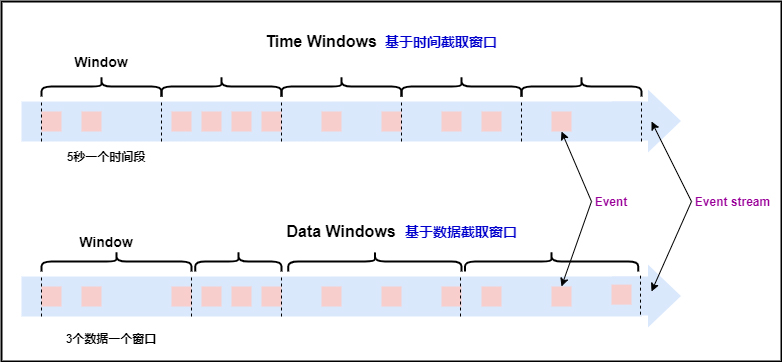 Time Windows 基于时间截取窗口
Window
5秒一个时间段
Event
Event stream
Data Windows 基于数据截取窗口
Window
3个数据一个窗口